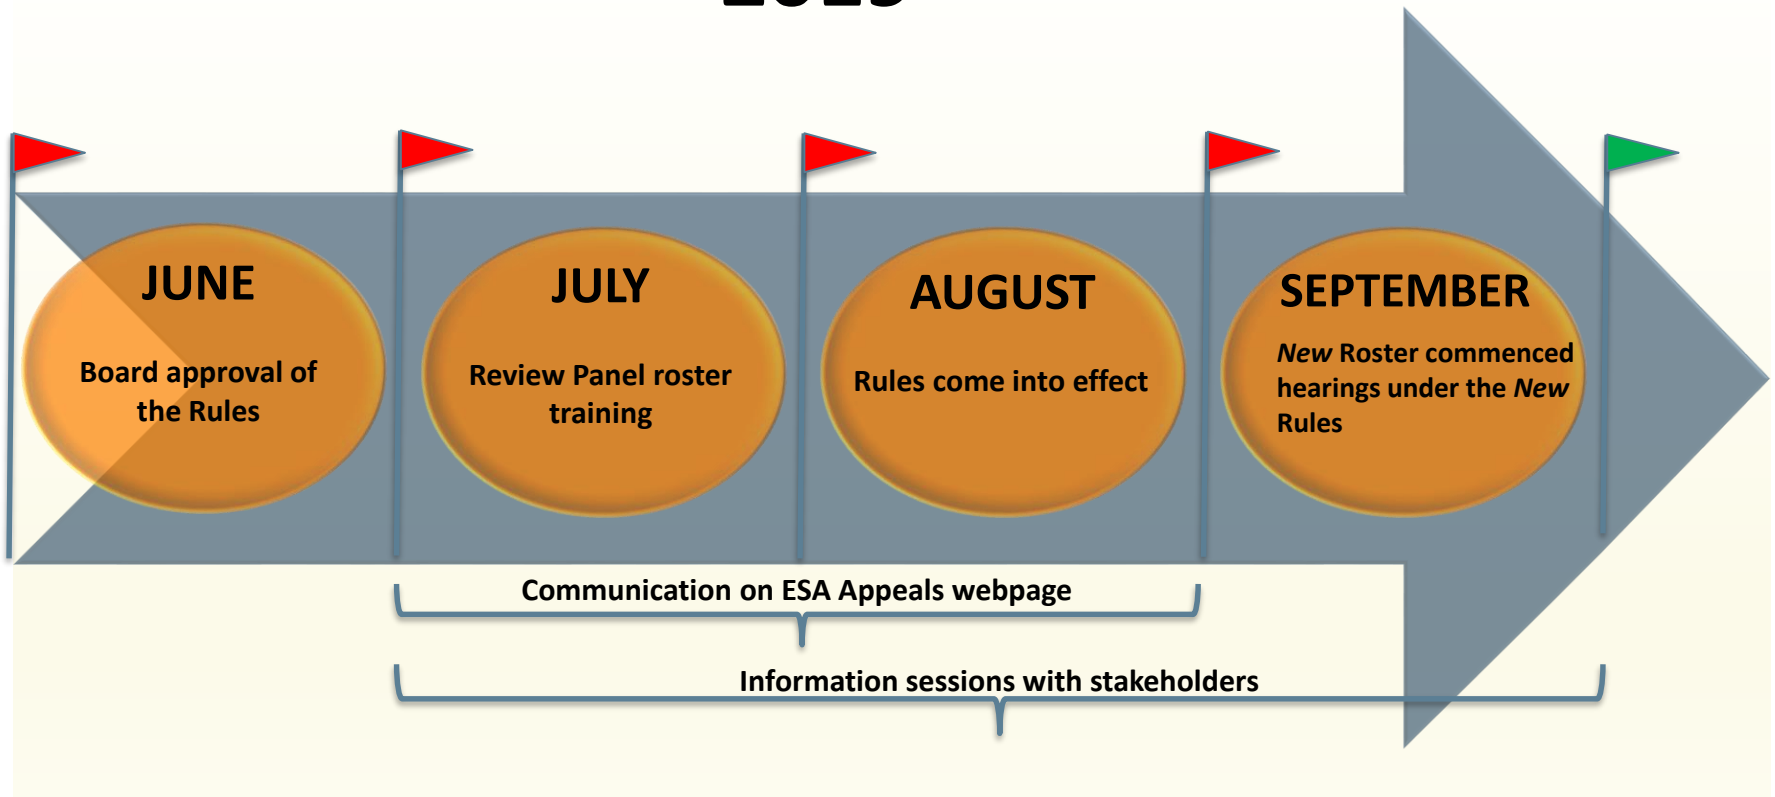 JUNE
Board approval of
the Rules
JULY
Review Panel roster
training
AUGUST
Rules come into effect
SEPTEMBER
New Roster commenced
hearings under the New
Rules
Communication on ESA Appeals webpage
Information sessions with stakeholders